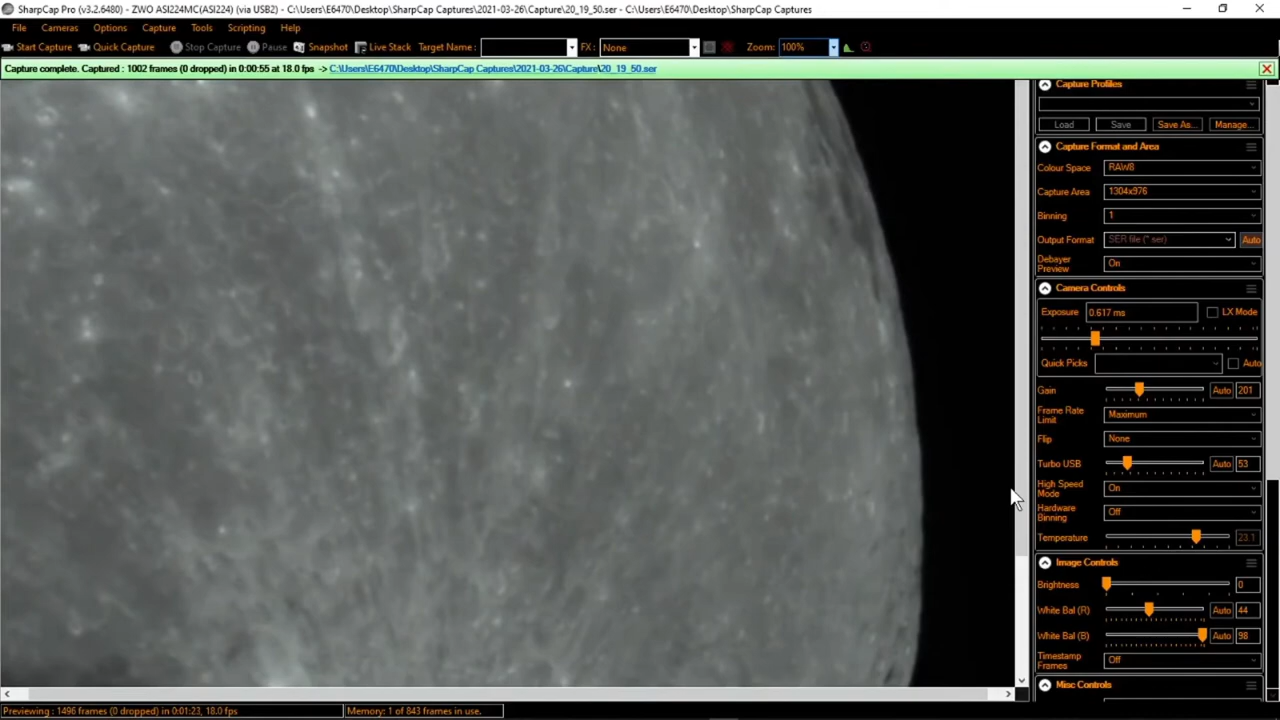 SharpCap Pro (v3.2.6480) - ZWO ASI224MC(ASI224) (via USB2) - C:\Users\E6470\Desktop\SharpCap Captures\2021-03-26\Capture\20_19_50.ser - C:\Users\E6470\Desktop\SharpCap Captures
File Cameras Options Capture Tools Scripting Help
Start Capture Quick Capture Stop Capture Pause Snapshot Live Stack Target Name : FX : None Zoom: 100%
Capture complete. Captured : 1002 frames (0 dropped) in 0:00:55 at 18.0 fps -> C:\Users\E6470\Desktop\SharpCap Captures\2021-03-26\Capture\20_19_50.ser
Capture Profiles
Load Save Save As... Manage...
Capture Format and Area
Colour Space RAW8
Capture Area 1304x976
Binning 1
Output Format SER file (*.ser) Auto
Debayer Preview On
Camera Controls
Exposure 0.617 ms LX Mode
Quick Picks Auto
Gain Auto 201
Frame Rate Limit Maximum
Flip None
Turbo USB Auto 53
High Speed Mode On
Hardware Binning Off
Temperature 23.1
Image Controls
Brightness 0
White Bal (R) Auto 44
White Bal (B) Auto 98
Timestamp Frames Off
Misc Controls
Previewing : 1496 frames (0 dropped) in 0:01:23, 18.0 fps Memory: 1 of 843 frames in use.